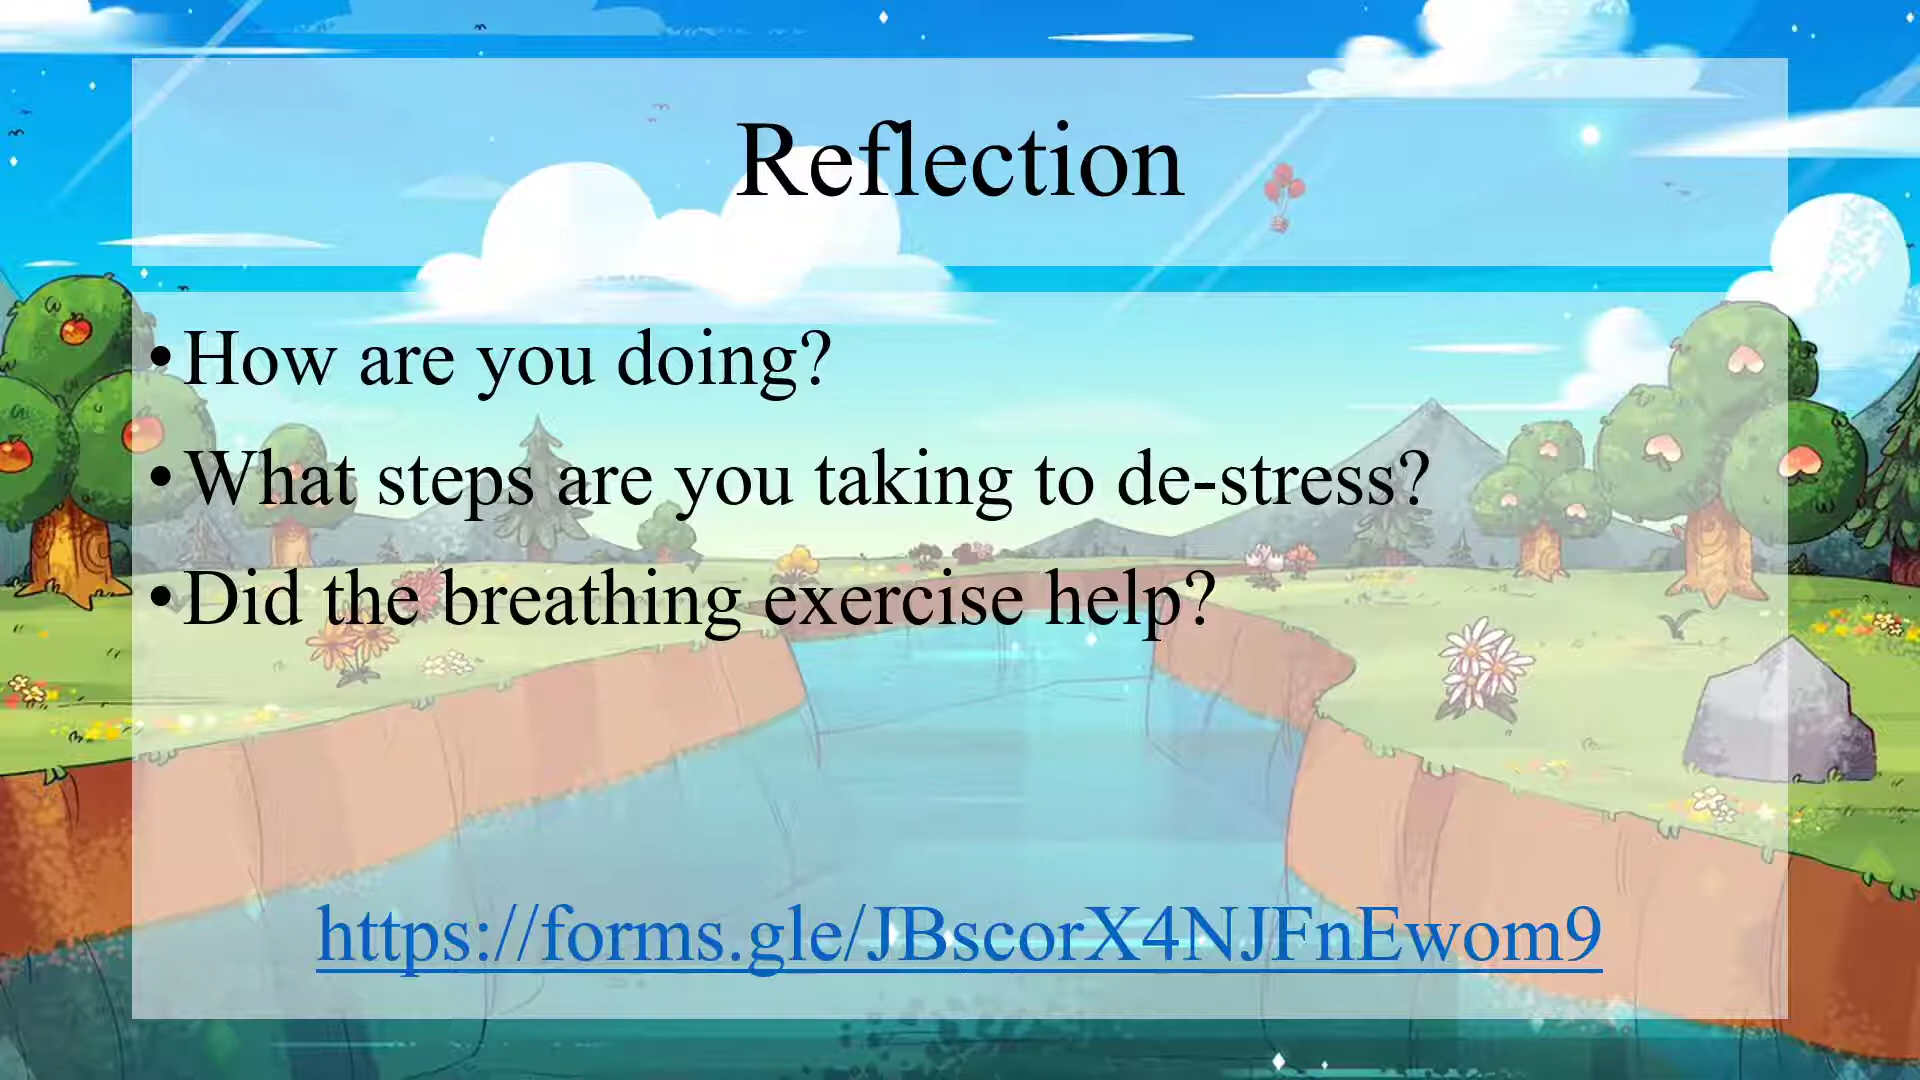 Reflection
• How are you doing?
• What steps are you taking to de-stress?
• Did the breathing exercise help?
https://forms.gle/JBscorX4NJFnEwom9